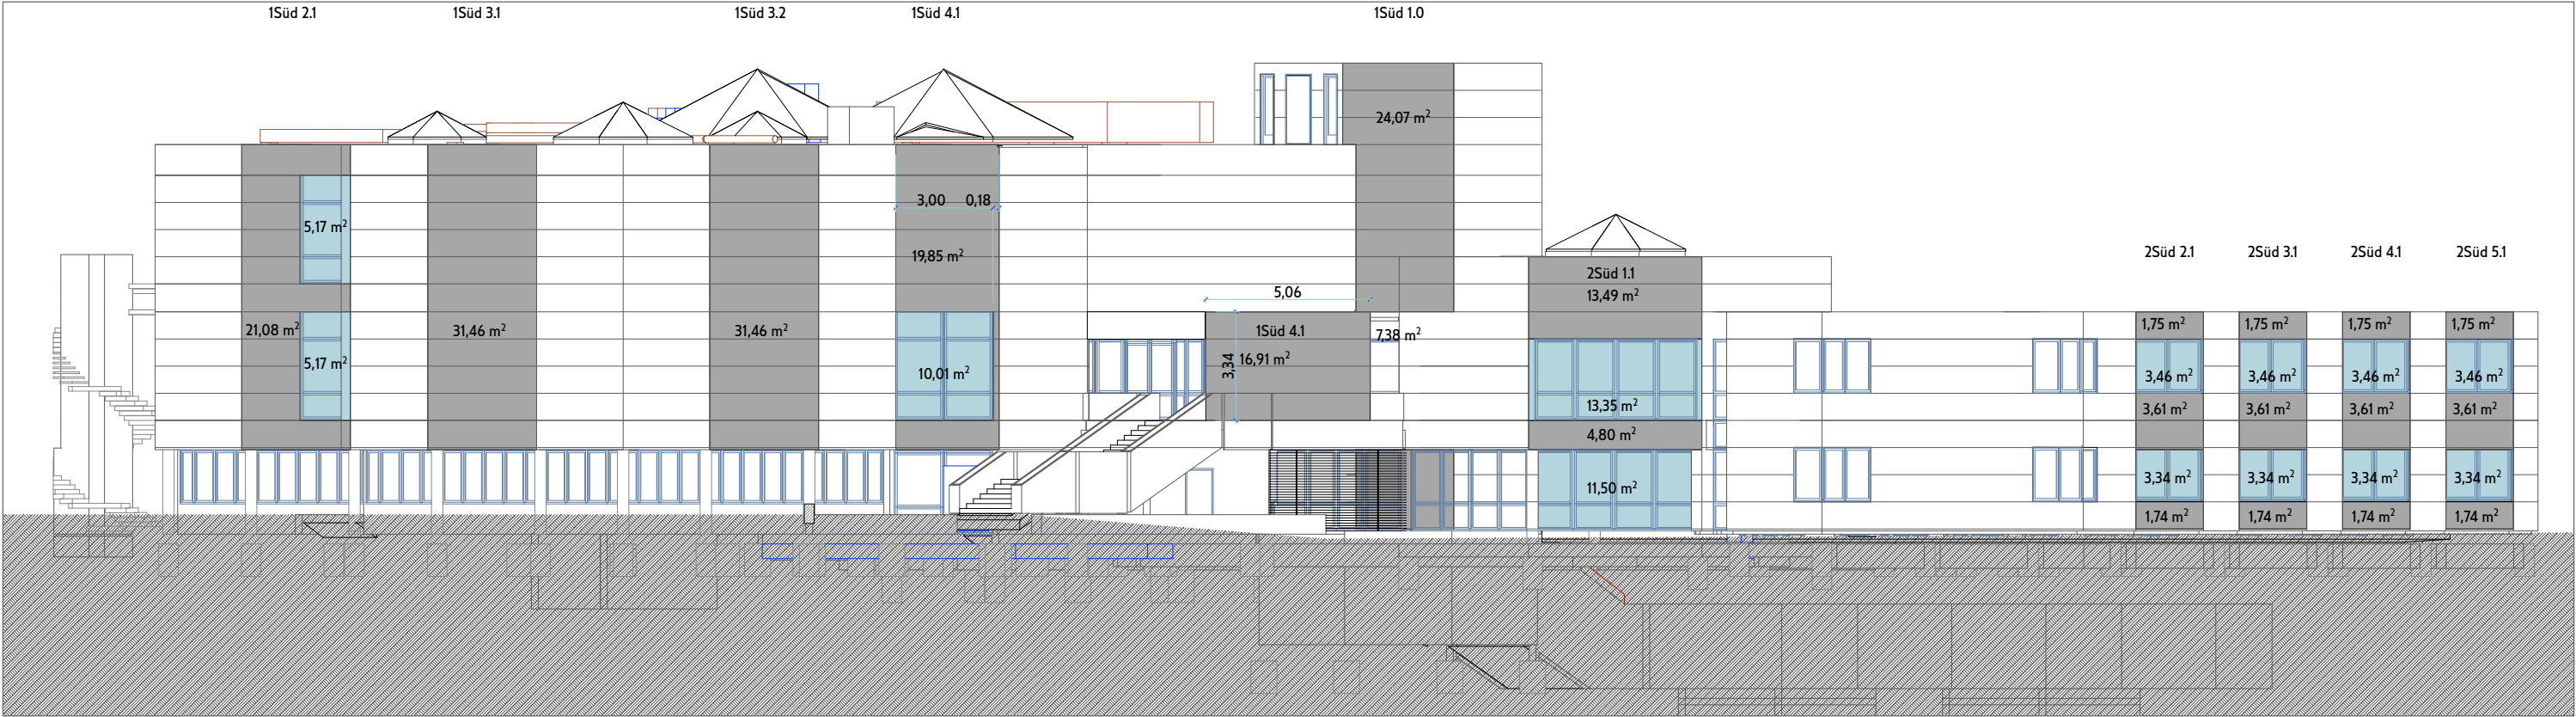 1Süd 2.1 1Süd 3.1 1Süd 3.2 1Süd 4.1 1Süd 1.0
24,07 m²
3,00 0,18
5,17 m²
19,85 m²
2Süd 2.1 2Süd 3.1 2Süd 4.1 2Süd 5.1
2Süd 1.1
5,06 13,49 m²
21,08 m² 31,46 m² 31,46 m² 1Süd 4.1 7,38 m² 1,75 m² 1,75 m² 1,75 m² 1,75 m²
3,34 16,91 m²
5,17 m² 10,01 m² 3,46 m² 3,46 m² 3,46 m² 3,46 m²
13,35 m² 3,61 m² 3,61 m² 3,61 m² 3,61 m²
4,80 m²
11,50 m² 3,34 m² 3,34 m² 3,34 m² 3,34 m²
1,74 m² 1,74 m² 1,74 m² 1,74 m²